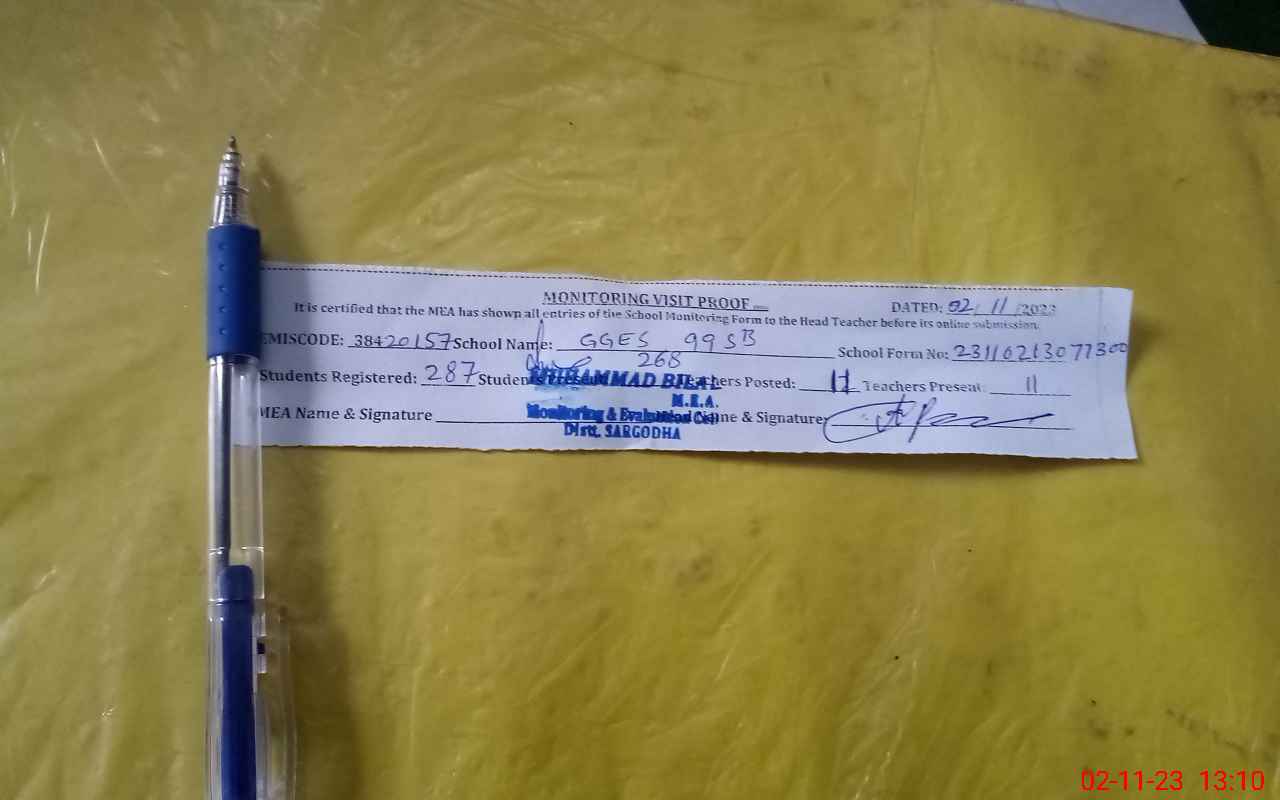 MONITORING VISIT PROOF
DATED: 02/11/2023
It is certified that the MEA has shown all entries of the School Monitoring Form to the Head Teacher before its online submission.
EMISCODE: 38420157 School Name: GGES 99 SB School Form No: 23110213077300
Students Registered: 287 Students Present 268 Teachers Posted: 11 Teachers Present: 11
MUHAMMAD BILAL
M.E.A.
MEA Name & Signature Name & Signature
Monitoring & Evaluation Cell
Distt. SARGODHA
02-11-23 13:10